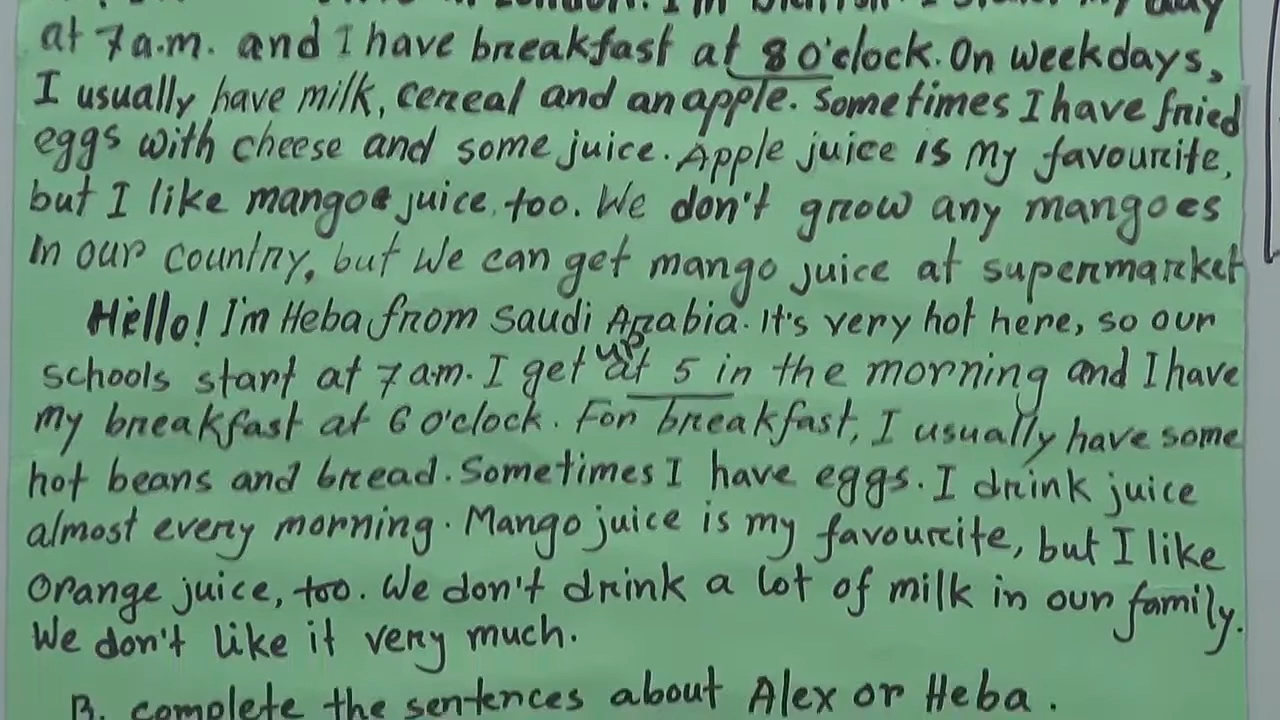 in London. I'm British. I start my day
at 7 a.m. and I have breakfast at 8 o'clock. On weekdays,
I usually have milk, cereal and an apple. Sometimes I have fried
eggs with cheese and some juice. Apple juice is my favourite,
but I like mango juice, too. We don't grow any mangoes
in our country, but we can get mango juice at supermarket
Hello! I'm Heba from Saudi Arabia. It's very hot here, so our
schools start at 7 a.m. I get up at 5 in the morning and I have
my breakfast at 6 o'clock. For breakfast, I usually have some
hot beans and bread. Sometimes I have eggs. I drink juice
almost every morning. Mango juice is my favourite, but I like
Orange juice, too. We don't drink a lot of milk in our family.
We don't like it very much.
B. complete the sentences about Alex or Heba.